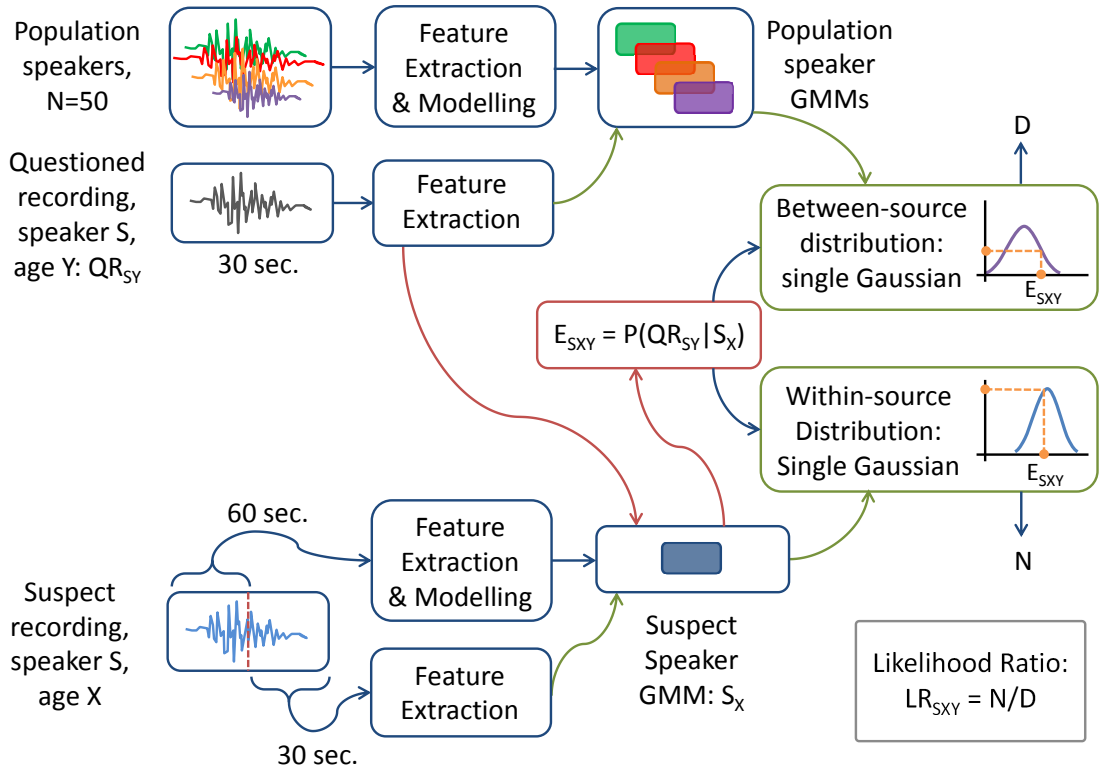 Population
speakers,
N=50
Feature
Extraction
& Modelling
Population
speaker
GMMs
Questioned
recording,
speaker S,
age Y: QR_SY
30 sec.
Feature
Extraction
D
Between-source
distribution:
single Gaussian
E_SXY
E_SXY = P(QR_SY|S_X)
Within-source
Distribution:
Single Gaussian
E_SXY
N
60 sec.
Feature
Extraction
& Modelling
Suspect
recording,
speaker S,
age X
30 sec.
Feature
Extraction
Suspect
Speaker
GMM: S_X
Likelihood Ratio:
LR_SXY = N/D